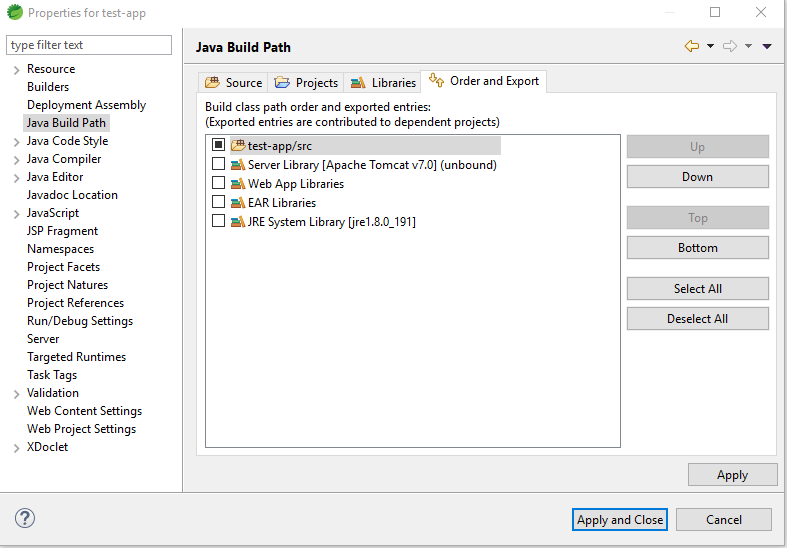 Properties for test-app
type filter text
Resource
Builders
Deployment Assembly
Java Build Path
Java Code Style
Java Compiler
Java Editor
Javadoc Location
JavaScript
JSP Fragment
Namespaces
Project Facets
Project Natures
Project References
Run/Debug Settings
Server
Targeted Runtimes
Task Tags
Validation
Web Content Settings
Web Project Settings
XDoclet
Java Build Path
Source Projects Libraries Order and Export
Build class path order and exported entries:
(Exported entries are contributed to dependent projects)
test-app/src
Server Library [Apache Tomcat v7.0] (unbound)
Web App Libraries
EAR Libraries
JRE System Library [jre1.8.0_191]
Up
Down
Top
Bottom
Select All
Deselect All
Apply
?
Apply and Close Cancel